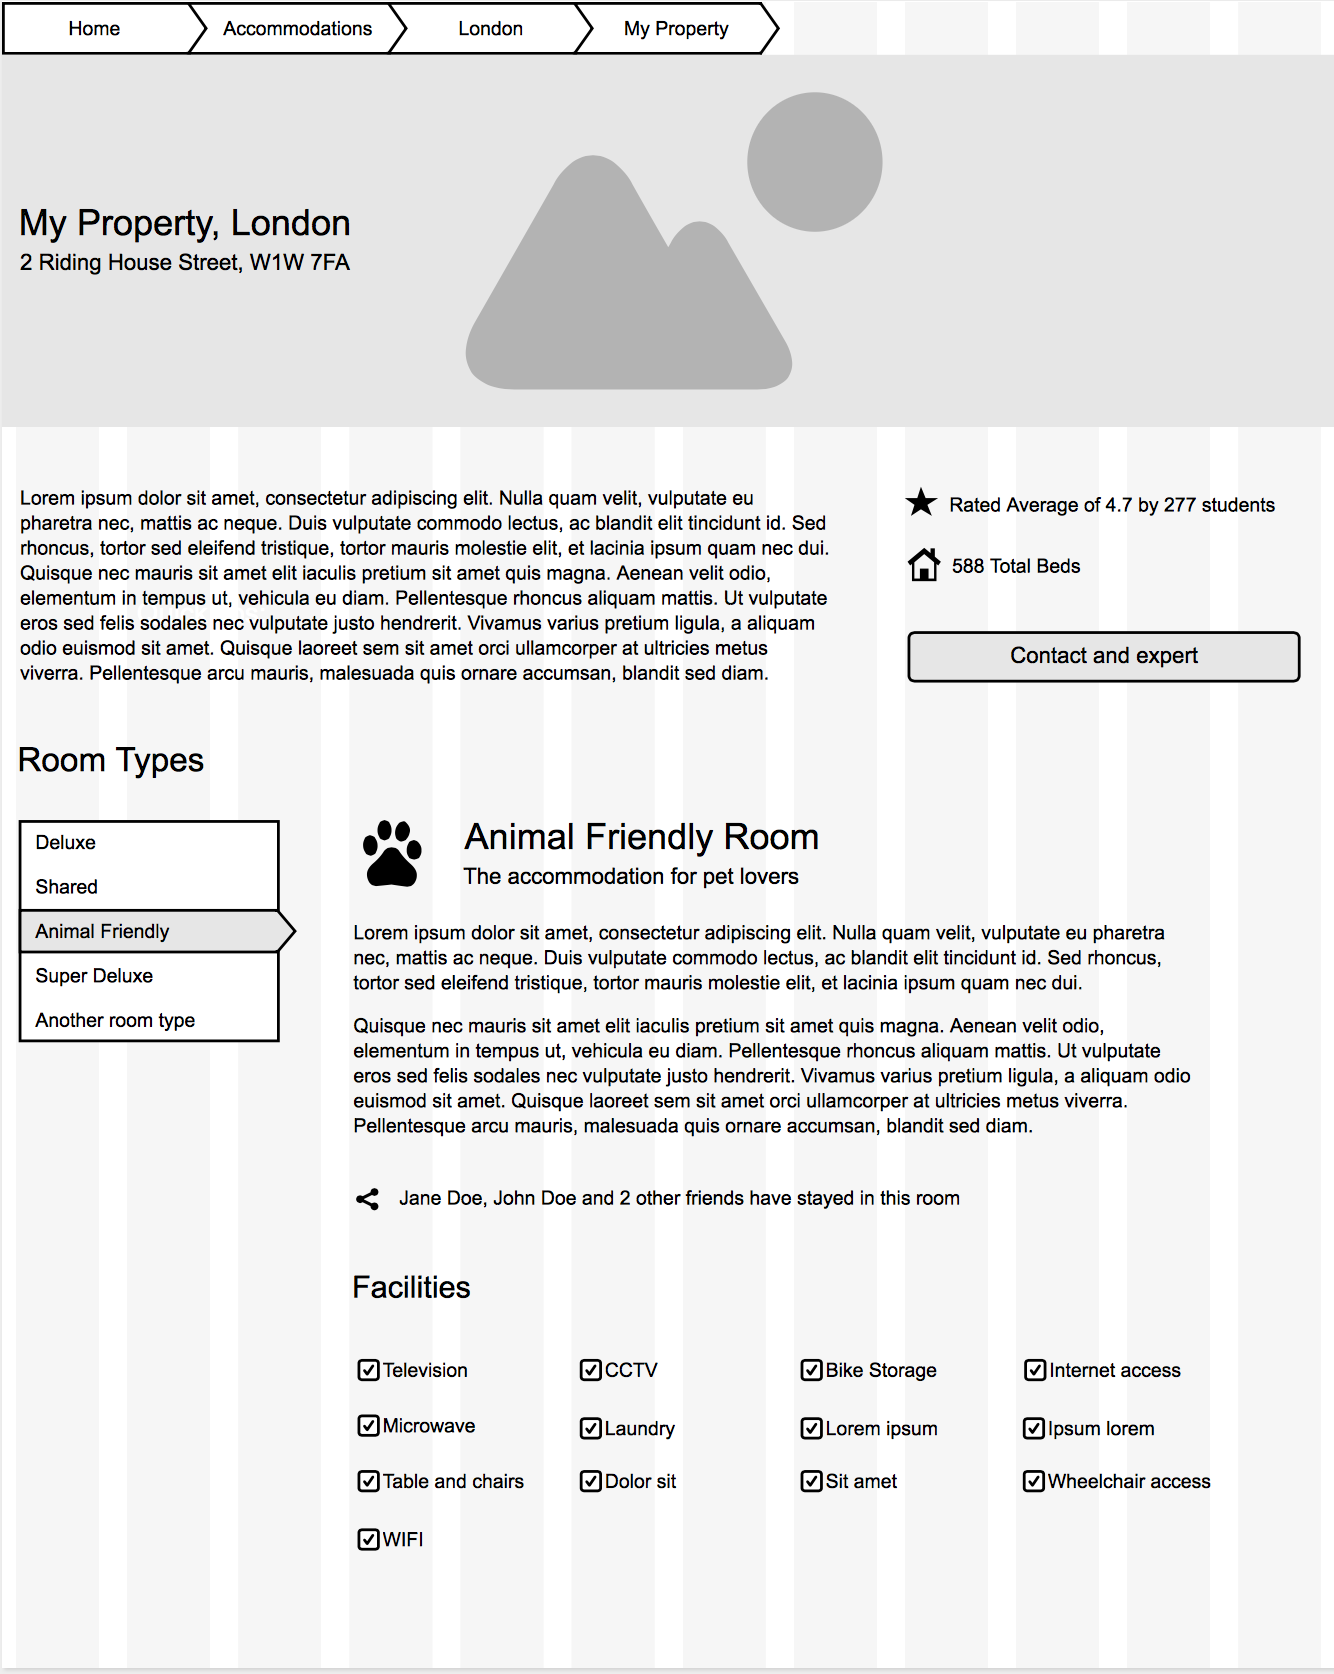 Home
Accommodations
London
My Property
My Property, London
2 Riding House Street, W1W 7FA
Lorem ipsum dolor sit amet, consectetur adipiscing elit. Nulla quam velit, vulputate eu
pharetra nec, mattis ac neque. Duis vulputate commodo lectus, ac blandit elit tincidunt id. Sed
rhoncus, tortor sed eleifend tristique, tortor mauris molestie elit, et lacinia ipsum quam nec dui.
Quisque nec mauris sit amet elit iaculis pretium sit amet quis magna. Aenean velit odio,
elementum in tempus ut, vehicula eu diam. Pellentesque rhoncus aliquam mattis. Ut vulputate
eros sed felis sodales nec vulputate justo hendrerit. Vivamus varius pretium ligula, a aliquam
odio euismod sit amet. Quisque laoreet sem sit amet orci ullamcorper at ultricies metus
viverra. Pellentesque arcu mauris, malesuada quis ornare accumsan, blandit sed diam.
Rated Average of 4.7 by 277 students
588 Total Beds
Contact and expert
Room Types
Deluxe
Shared
Animal Friendly
Super Deluxe
Another room type
Animal Friendly Room
The accommodation for pet lovers
Lorem ipsum dolor sit amet, consectetur adipiscing elit. Nulla quam velit, vulputate eu pharetra
nec, mattis ac neque. Duis vulputate commodo lectus, ac blandit elit tincidunt id. Sed rhoncus,
tortor sed eleifend tristique, tortor mauris molestie elit, et lacinia ipsum quam nec dui.
Quisque nec mauris sit amet elit iaculis pretium sit amet quis magna. Aenean velit odio,
elementum in tempus ut, vehicula eu diam. Pellentesque rhoncus aliquam mattis. Ut vulputate
eros sed felis sodales nec vulputate justo hendrerit. Vivamus varius pretium ligula, a aliquam odio
euismod sit amet. Quisque laoreet sem sit amet orci ullamcorper at ultricies metus viverra.
Pellentesque arcu mauris, malesuada quis ornare accumsan, blandit sed diam.
Jane Doe, John Doe and 2 other friends have stayed in this room
Facilities
Television
CCTV
Bike Storage
Internet access
Microwave
Laundry
Lorem ipsum
Ipsum lorem
Table and chairs
Dolor sit
Sit amet
Wheelchair access
WIFI